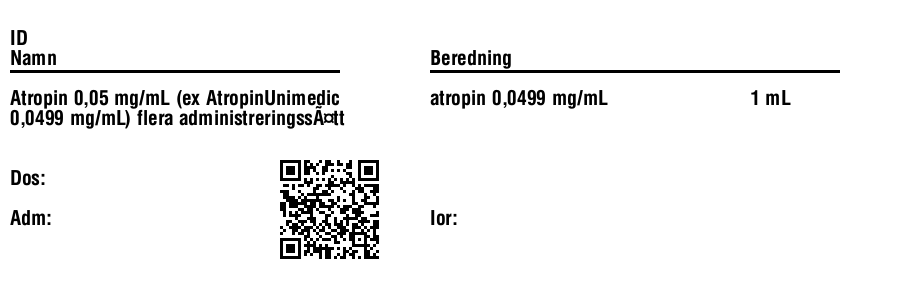 ID
Namn
Beredning
Atropin 0,05 mg/mL (ex AtropinUnimedic
0,0499 mg/mL) flera administreringssÃ¤tt
atropin 0,0499 mg/mL 1 mL
Dos:
Adm:
Ior: